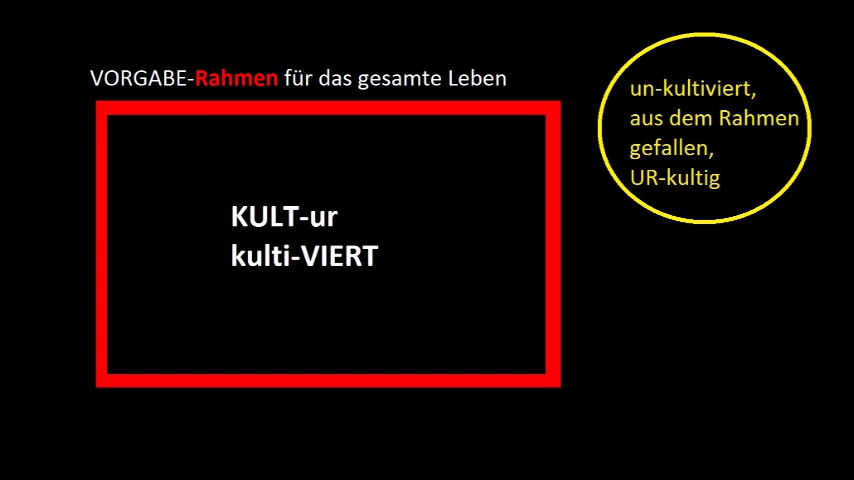 VORGABE-Rahmen für das gesamte Leben
un-kultiviert,
aus dem Rahmen
gefallen,
UR-kultig
KULT-ur
kulti-VIERT